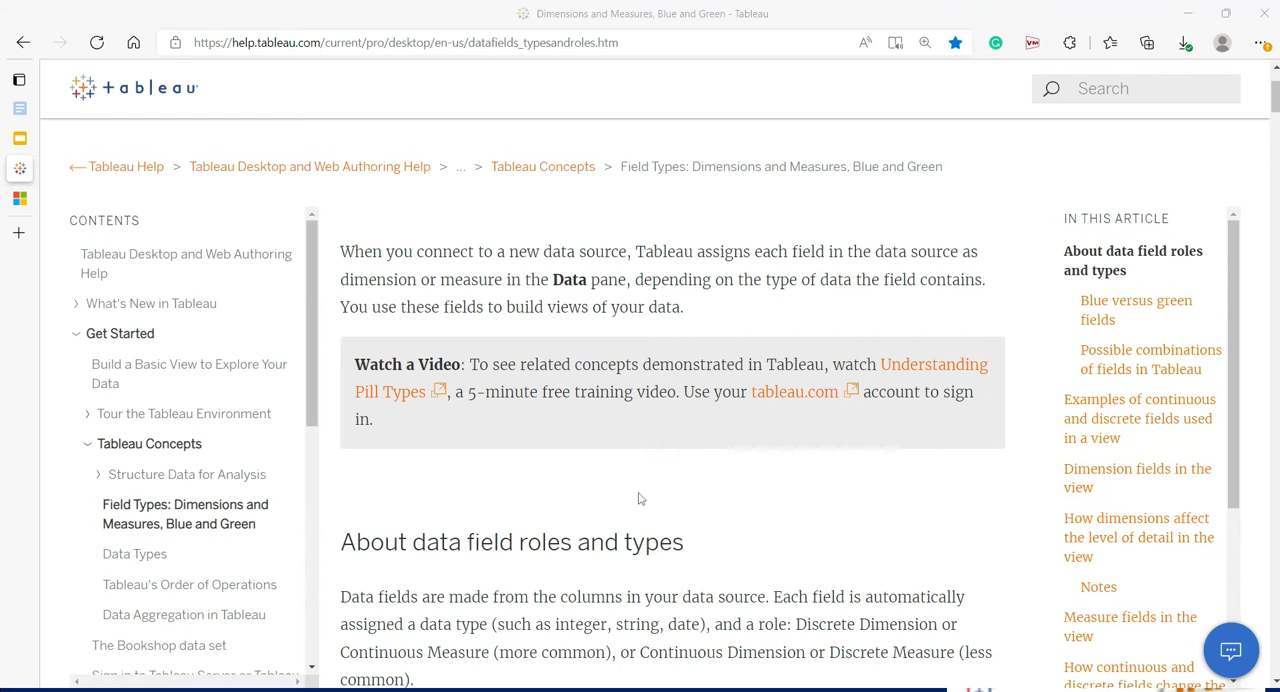 Dimensions and Measures, Blue and Green - Tableau
https://help.tableau.com/current/pro/desktop/en-us/datafields_typesandroles.htm
VM
+ a b l e a u
Search
Tableau Help > Tableau Desktop and Web Authoring Help > ... > Tableau Concepts > Field Types: Dimensions and Measures, Blue and Green
CONTENTS
Tableau Desktop and Web Authoring
Help
What's New in Tableau
Get Started
Build a Basic View to Explore Your
Data
Tour the Tableau Environment
Tableau Concepts
Structure Data for Analysis
Field Types: Dimensions and
Measures, Blue and Green
Data Types
Tableau's Order of Operations
Data Aggregation in Tableau
The Bookshop data set
Sign in to Tableau Server or Tableau
When you connect to a new data source, Tableau assigns each field in the data source as
dimension or measure in the Data pane, depending on the type of data the field contains.
You use these fields to build views of your data.
Watch a Video: To see related concepts demonstrated in Tableau, watch Understanding
Pill Types , a 5-minute free training video. Use your tableau.com account to sign
in.
About data field roles and types
Data fields are made from the columns in your data source. Each field is automatically
assigned a data type (such as integer, string, date), and a role: Discrete Dimension or
Continuous Measure (more common), or Continuous Dimension or Discrete Measure (less
common).
IN THIS ARTICLE
About data field roles
and types
Blue versus green
fields
Possible combinations
of fields in Tableau
Examples of continuous
and discrete fields used
in a view
Dimension fields in the
view
How dimensions affect
the level of detail in the
view
Notes
Measure fields in the
view
How continuous and
discrete fields change the